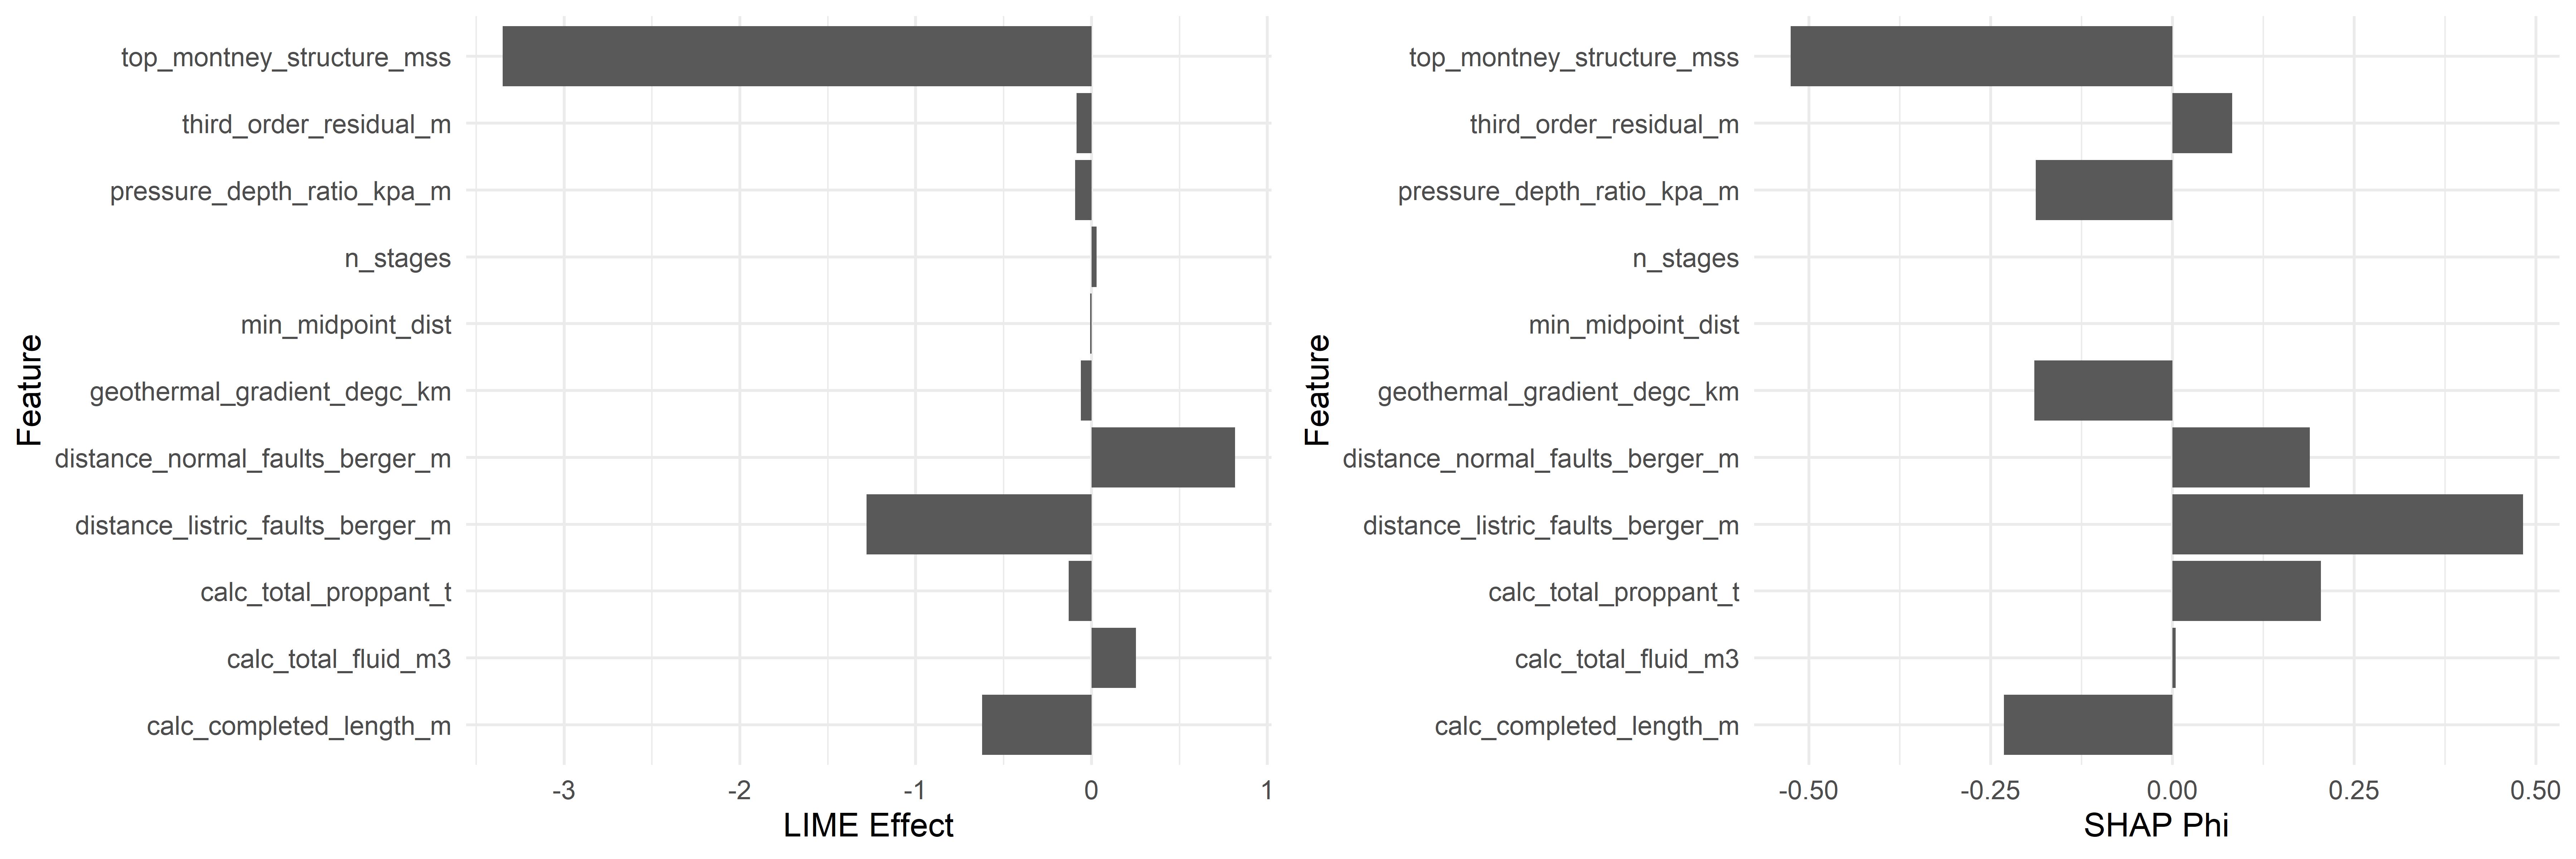 Feature
top_montney_structure_mss
third_order_residual_m
pressure_depth_ratio_kpa_m
n_stages
min_midpoint_dist
geothermal_gradient_degc_km
distance_normal_faults_berger_m
distance_listric_faults_berger_m
calc_total_proppant_t
calc_total_fluid_m3
calc_completed_length_m
-3 -2 -1 0 1
LIME Effect
Feature
top_montney_structure_mss
third_order_residual_m
pressure_depth_ratio_kpa_m
n_stages
min_midpoint_dist
geothermal_gradient_degc_km
distance_normal_faults_berger_m
distance_listric_faults_berger_m
calc_total_proppant_t
calc_total_fluid_m3
calc_completed_length_m
-0.50 -0.25 0.00 0.25 0.50
SHAP Phi